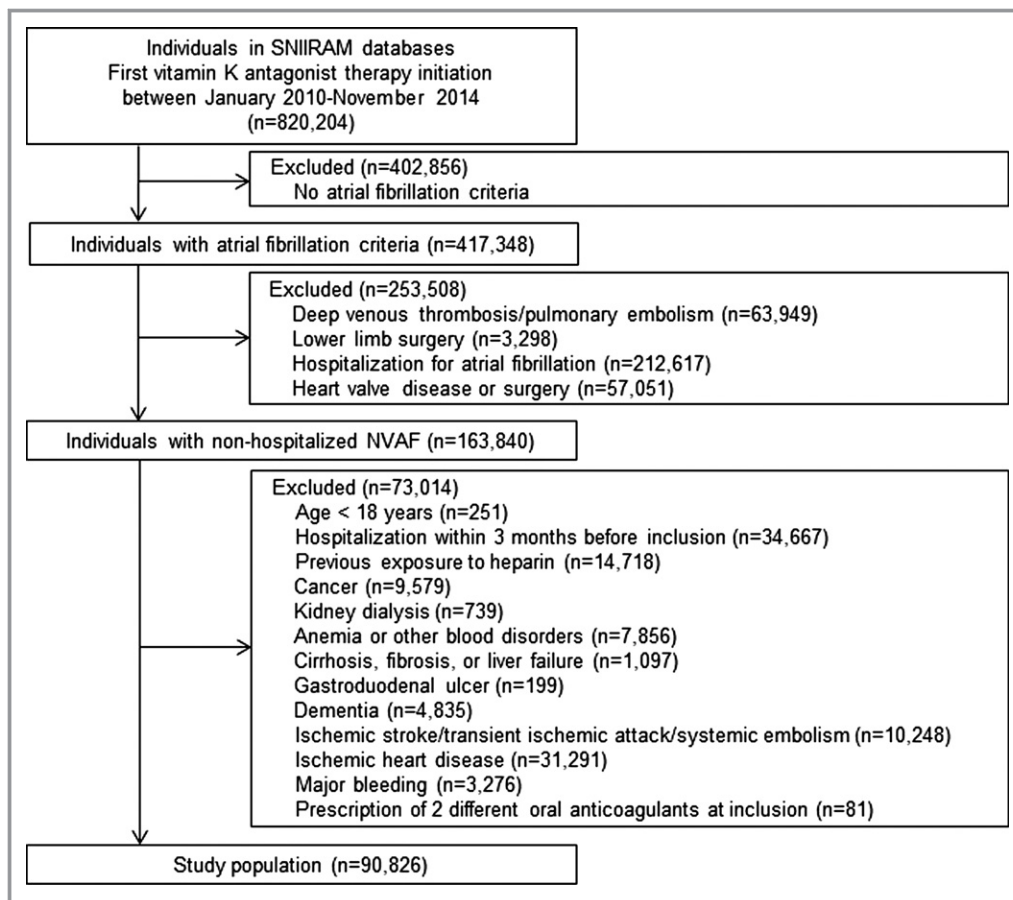 Individuals in SNIIRAM databases
First vitamin K antagonist therapy initiation
between January 2010-November 2014
(n=820,204)
Excluded (n=402,856)
No atrial fibrillation criteria
Individuals with atrial fibrillation criteria (n=417,348)
Excluded (n=253,508)
Deep venous thrombosis/pulmonary embolism (n=63,949)
Lower limb surgery (n=3,298)
Hospitalization for atrial fibrillation (n=212,617)
Heart valve disease or surgery (n=57,051)
Individuals with non-hospitalized NVAF (n=163,840)
Excluded (n=73,014)
Age < 18 years (n=251)
Hospitalization within 3 months before inclusion (n=34,667)
Previous exposure to heparin (n=14,718)
Cancer (n=9,579)
Kidney dialysis (n=739)
Anemia or other blood disorders (n=7,856)
Cirrhosis, fibrosis, or liver failure (n=1,097)
Gastroduodenal ulcer (n=199)
Dementia (n=4,835)
Ischemic stroke/transient ischemic attack/systemic embolism (n=10,248)
Ischemic heart disease (n=31,291)
Major bleeding (n=3,276)
Prescription of 2 different oral anticoagulants at inclusion (n=81)
Study population (n=90,826)